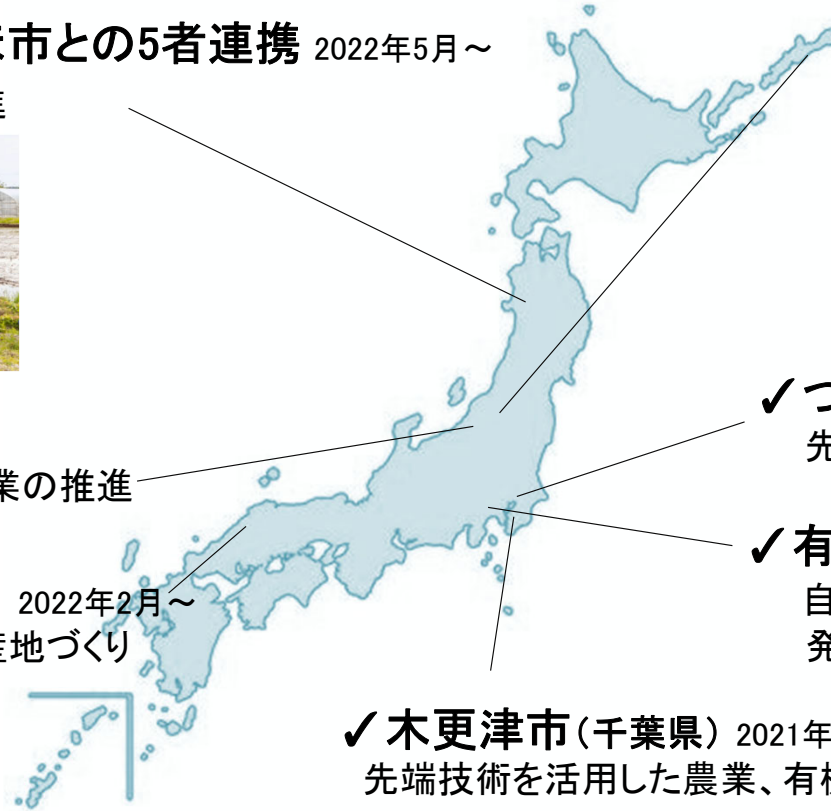 市との5者連携 2022年5月～
進
✓つ
先
業の推進
✓有
自
発
2022年2月～
産地づくり
✓木更津市（千葉県）2021年
先端技術を活用した農業、有機